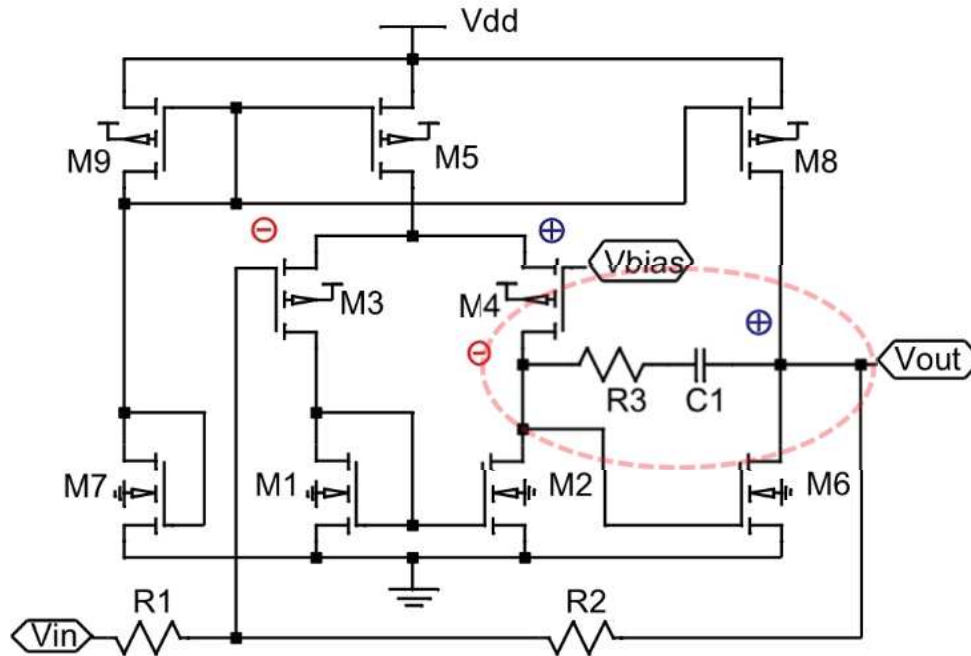 Vdd
M9
M5
M8
⊖
⊕
Vbias
M3
M4
⊕
⊖
Vout
R3
C1
M7
M1
M2
M6
R1
R2
Vin